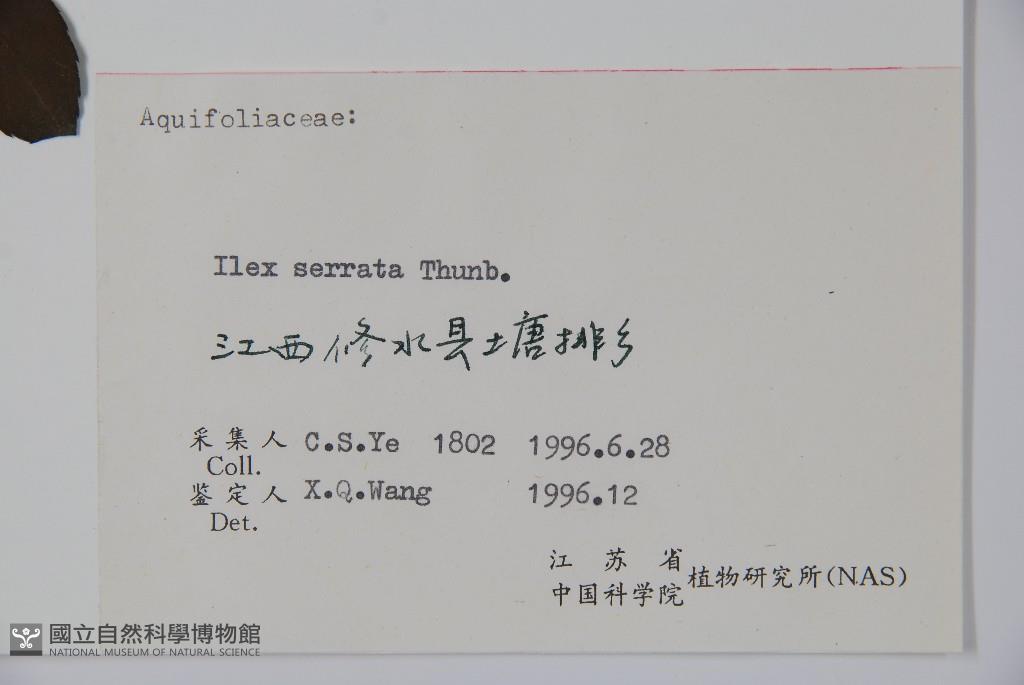 Aquifoliaceae:
Ilex serrata Thunb.
江西修水县塘排乡
采集人 C.S.Ye 1802 1996.6.28
Coll.
鉴定人 X.Q.Wang 1996.12
Det.
江苏省
中国科学院 植物研究所(NAS)
國立自然科學博物館
NATIONAL MUSEUM OF NATURAL SCIENCE